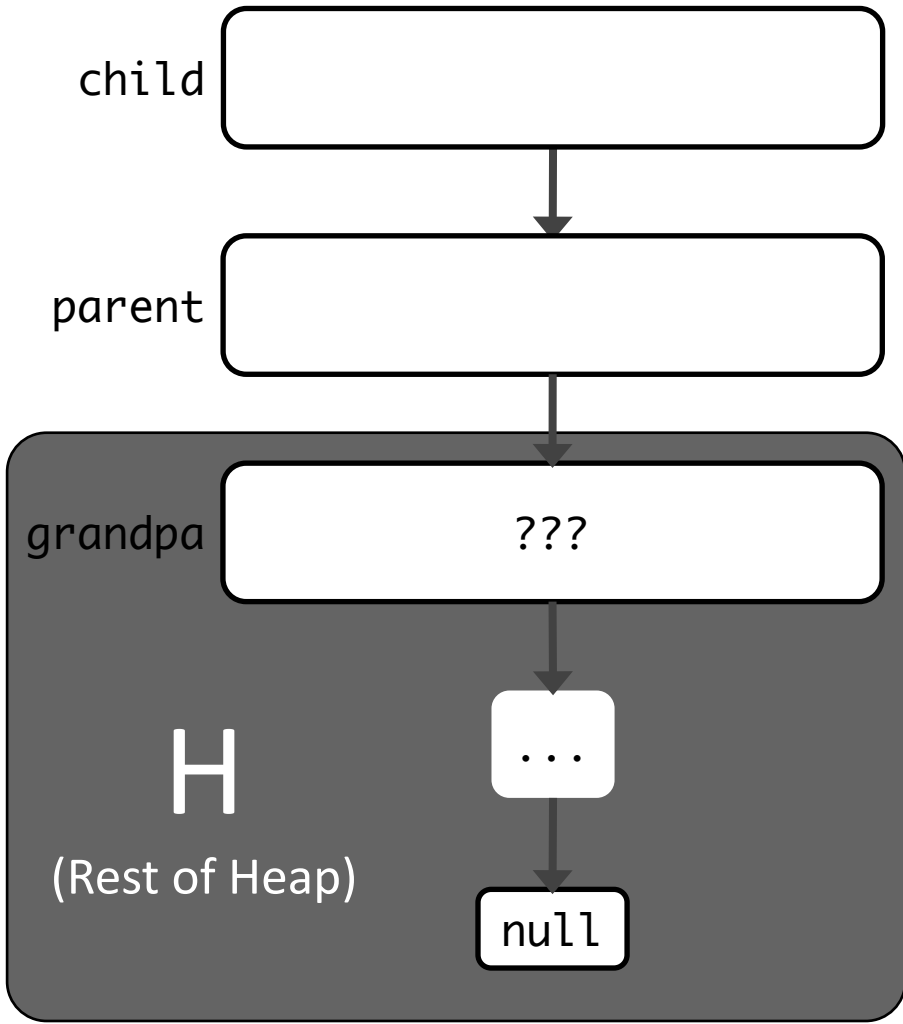 child
parent
grandpa
???
...
H
(Rest of Heap)
null